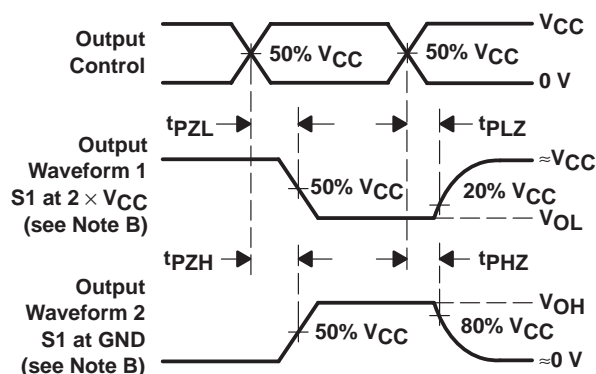 Output
Control
50% VCC
50% VCC
VCC
0 V
tPZL
tPLZ
Output
Waveform 1
S1 at 2 × VCC
(see Note B)
50% VCC
≈VCC
20% VCC
VOL
tPZH
tPHZ
Output
Waveform 2
S1 at GND
(see Note B)
50% VCC
VOH
80% VCC
≈0 V